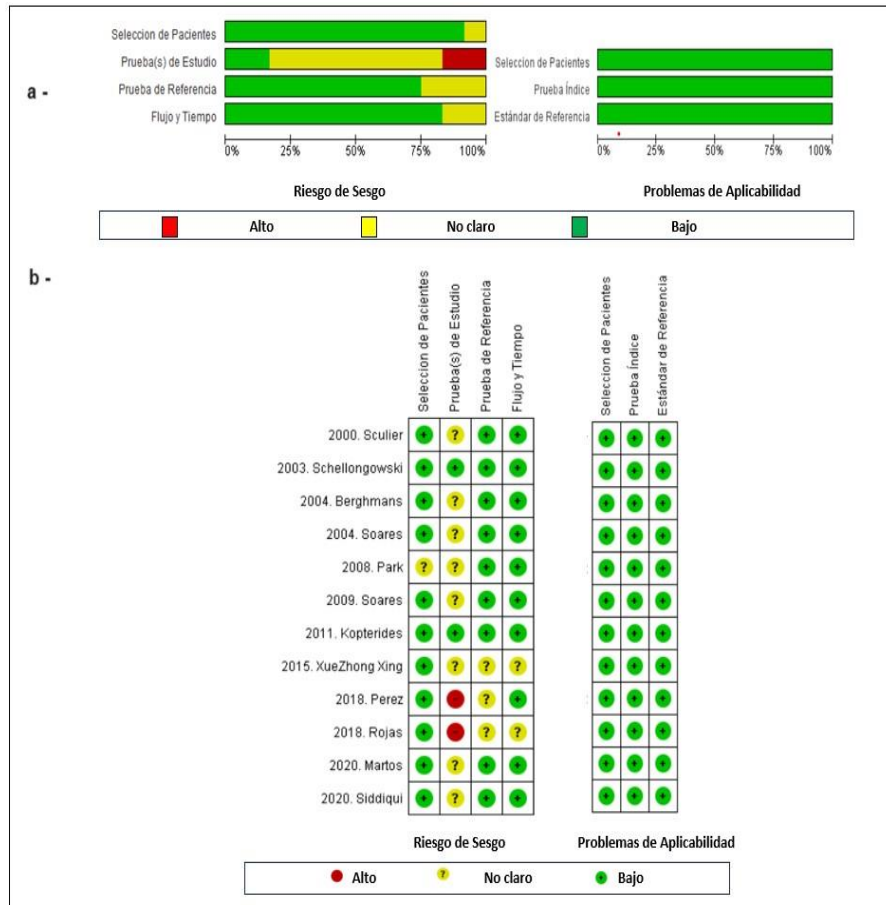 a -
Seleccion de Pacientes
Prueba(s) de Estudio
Prueba de Referencia
Flujo y Tiempo
0% 25% 50% 75% 100%
Riesgo de Sesgo
Seleccion de Pacientes
Prueba Índice
Estándar de Referencia
0% 25% 50% 75% 100%
Problemas de Aplicabilidad
Alto No claro Bajo
b -
Seleccion de Pacientes
Prueba(s) de Estudio
Prueba de Referencia
Flujo y Tiempo
Seleccion de Pacientes
Prueba Índice
Estándar de Referencia
2000. Sculier + ? + + + + +
2003. Schellongowski + + + + + + +
2004. Berghmans + ? + + + + +
2004. Soares + ? + + + + +
2008. Park ? ? + + + + +
2009. Soares + ? + + + + +
2011. Kopterides + + + + + + +
2015. XueZhong Xing + ? ? ? + + +
2018. Perez + - ? + + + +
2018. Rojas + - ? ? + + +
2020. Martos + ? + + + + +
2020. Siddiqui + ? + + + + +
Riesgo de Sesgo Problemas de Aplicabilidad
Alto ? No claro + Bajo